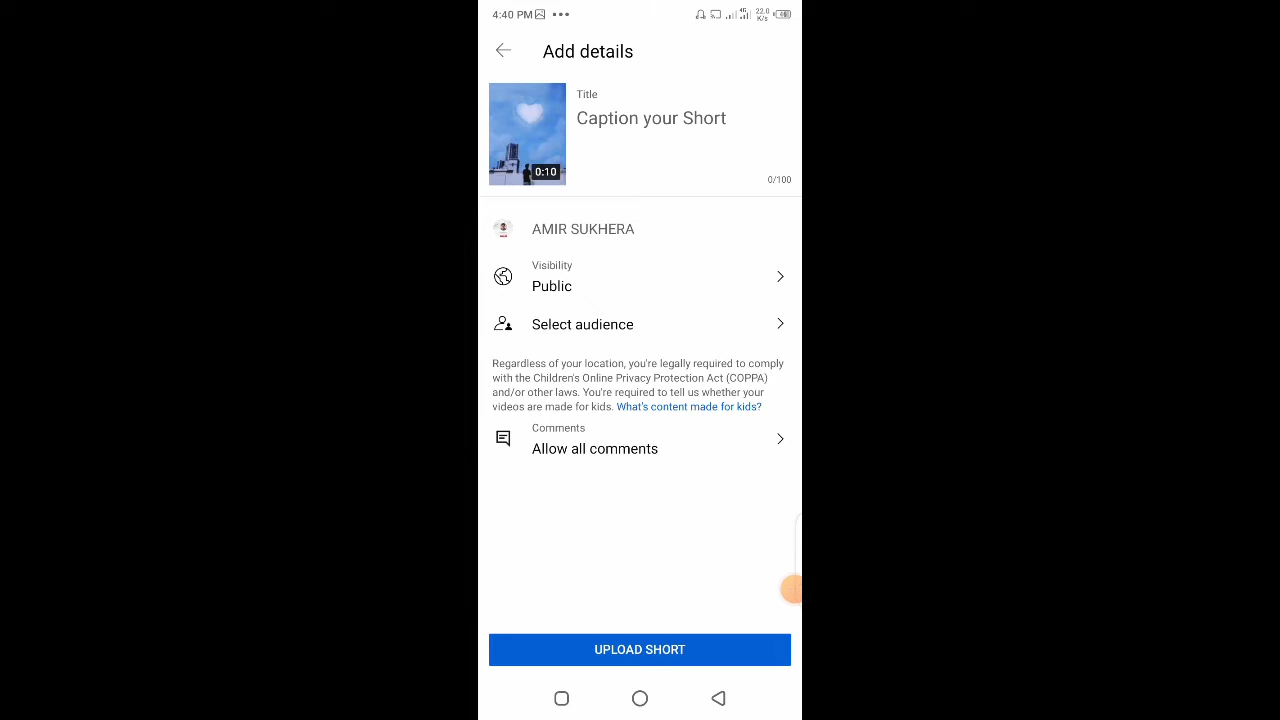 4:40 PM
4G
22.0
K/s
Add details
Title
Caption your Short
0:10
0/100
AMIR SUKHERA
Visibility
Public
Select audience
Regardless of your location, you're legally required to comply
with the Children's Online Privacy Protection Act (COPPA)
and/or other laws. You're required to tell us whether your
videos are made for kids. What's content made for kids?
Comments
Allow all comments
UPLOAD SHORT